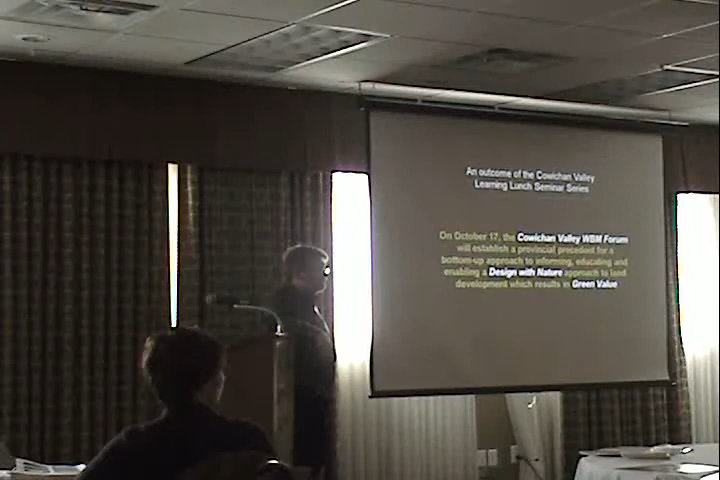 An outcome of the Cowichan Valley
Learning Lunch Seminar Series
On October 17, the Cowichan Valley WBM Forum
will establish a provincial precedent for a
bottom-up approach to informing, educating and
enabling a Design with Nature approach to land
development which results in Green Value